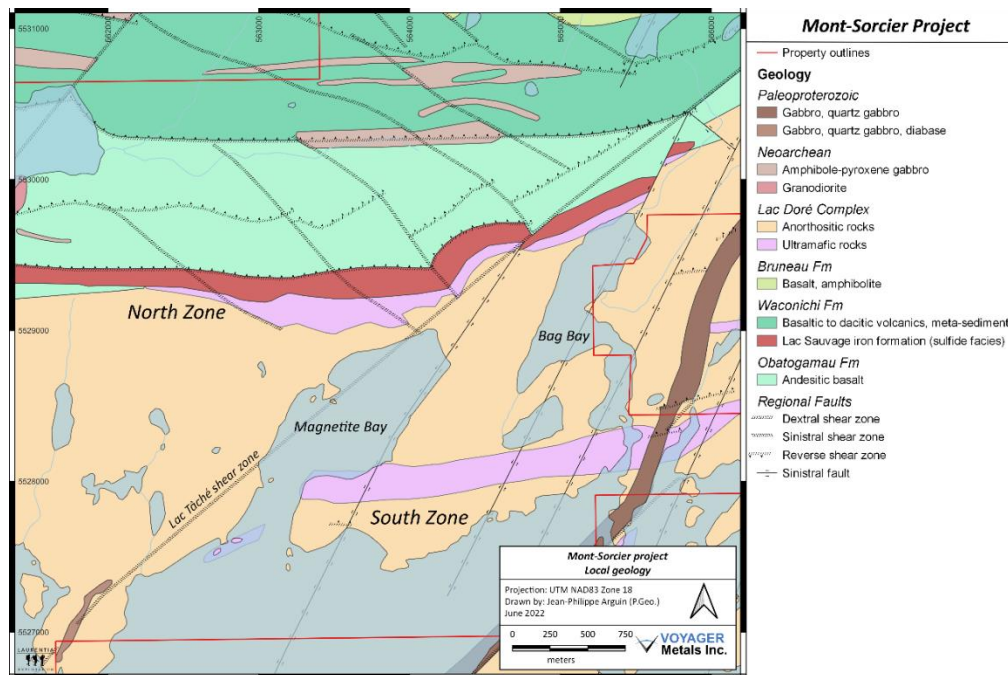 Mont-Sorcier Project
Property outlines
Geology
Paleoproterozoic
Gabbro, quartz gabbro
Gabbro, quartz gabbro, diabase
Neoarchean
Amphibole-pyroxene gabbro
Granodiorite
Lac Doré Complex
Anorthositic rocks
Ultramafic rocks
Bruneau Fm
Basalt, amphibolite
Waconichi Fm
Basaltic to dacitic volcanics, meta-sediment
Lac Sauvage iron formation (sulfide facies)
Obatogamau Fm
Andesitic basalt
Regional Faults
Dextral shear zone
Sinistral shear zone
Reverse shear zone
Sinistral fault
562000
563000
564000
5531000
5530000
5529000
5528000
5527000
North Zone
Bag Bay
Magnetite Bay
Lac Tâché shear zone
South Zone
Mont-Sorcier project
Local geology
Projection: UTM NAD83 Zone 18
Drawn by: Jean-Philippe Arguin (P.Geo.)
June 2022
0 250 500 750
meters
VOYAGER
Metals Inc.
LAURENTIA